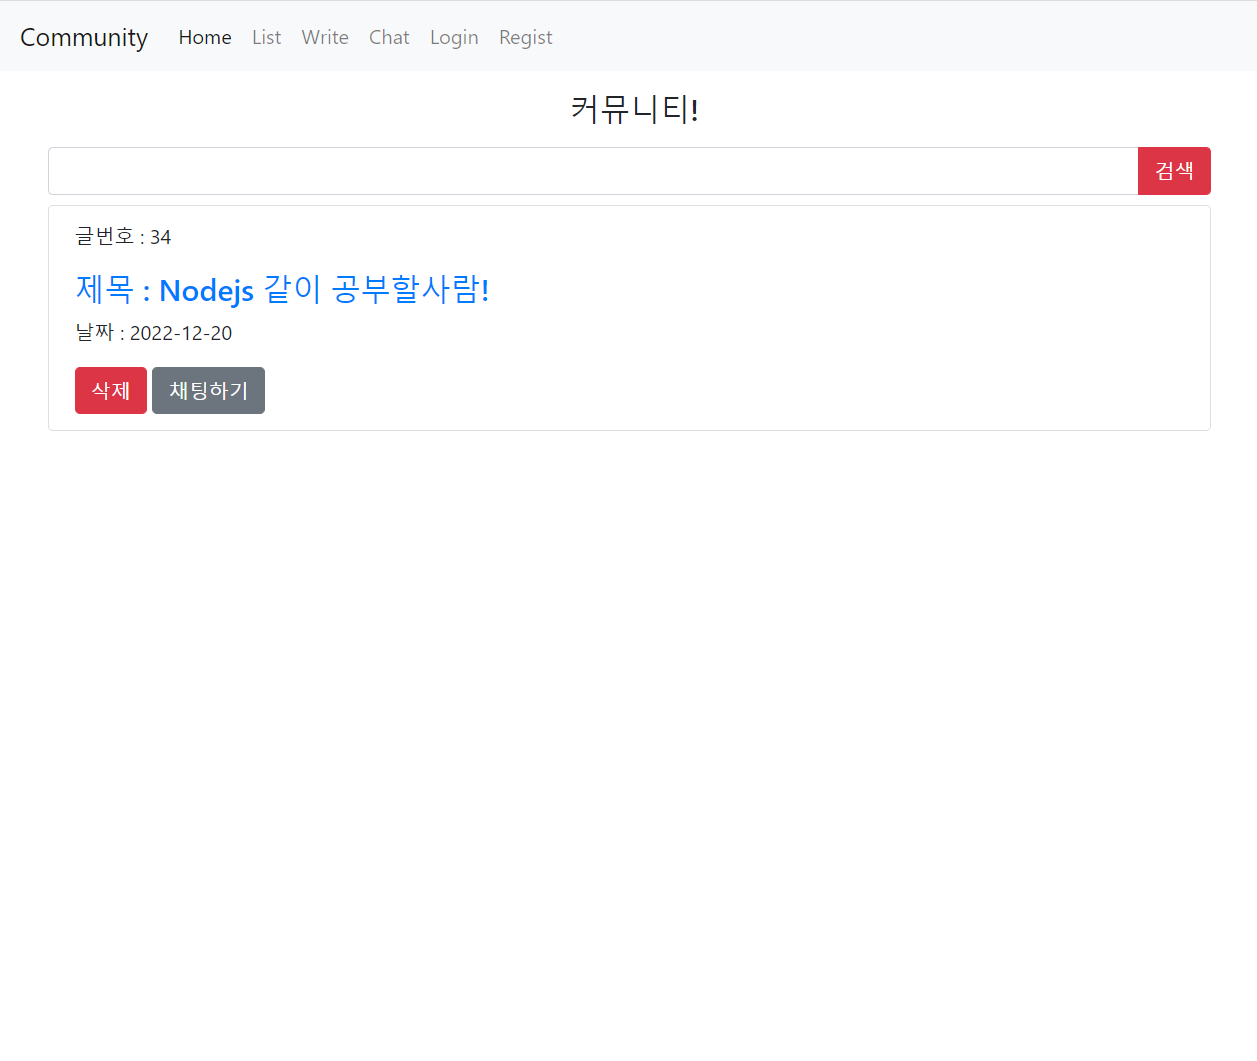 Community Home List Write Chat Login Regist
커뮤니티!
검색
글번호 : 34
제목 : Nodejs 같이 공부할사람!
날짜 : 2022-12-20
삭제 채팅하기